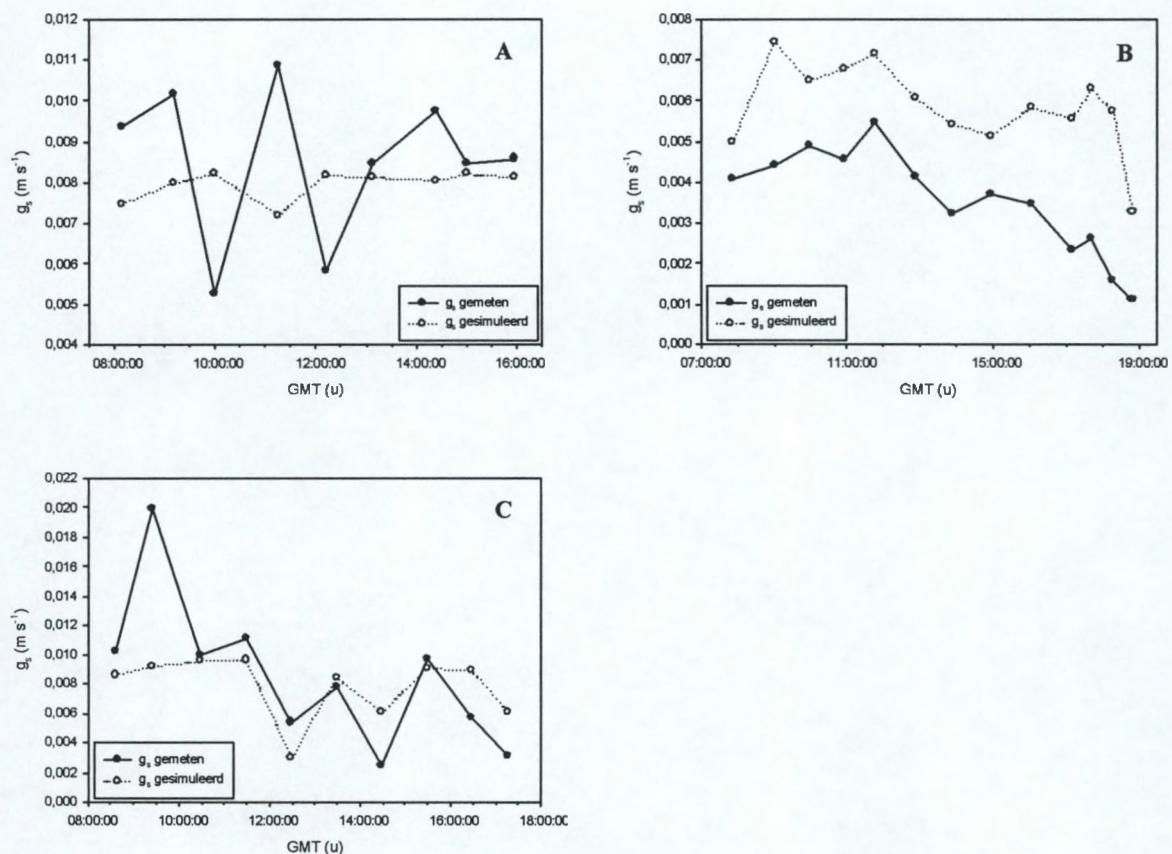 0,012
0,011
0,010
0,009
0,008
0,007
0,006
0,005
0,004
g_s (m s⁻¹)
A
g_s gemeten
g_s gesimuleerd
08:00:00 10:00:00 12:00:00 14:00:00 16:00:00
GMT (u)
0,008
0,007
0,006
0,005
0,004
0,003
0,002
0,001
0,000
g_s (m s⁻¹)
B
g_s gemeten
g_s gesimuleerd
07:00:00 11:00:00 15:00:00 19:00:00
GMT (u)
0,022
0,020
0,018
0,016
0,014
0,012
0,010
0,008
0,006
0,004
0,002
0,000
g_s (m s⁻¹)
C
g_s gemeten
g_s gesimuleerd
08:00:00 10:00:00 12:00:00 14:00:00 16:00:00 18:00:00
GMT (u)